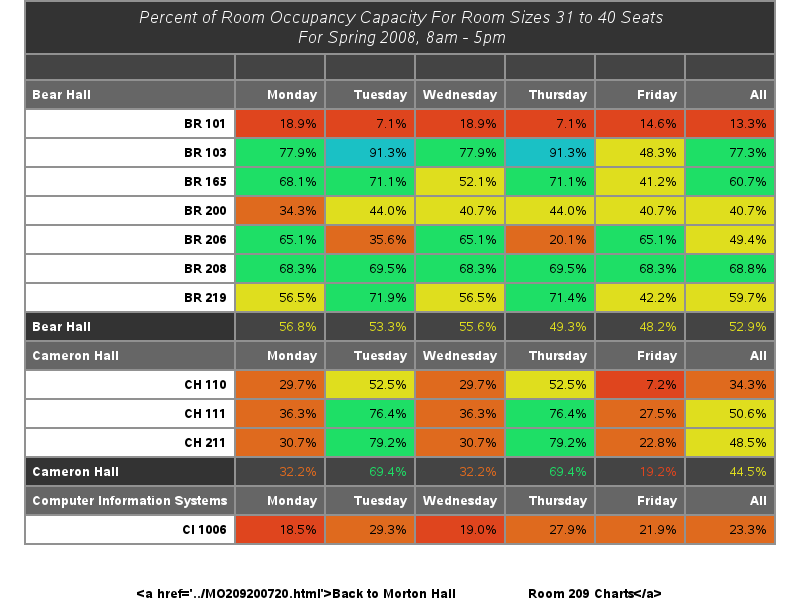 Percent of Room Occupancy Capacity For Room Sizes 31 to 40 Seats
For Spring 2008, 8am - 5pm
Bear Hall Monday Tuesday Wednesday Thursday Friday All
BR 101 18.9% 7.1% 18.9% 7.1% 14.6% 13.3%
BR 103 77.9% 91.3% 77.9% 91.3% 48.3% 77.3%
BR 165 68.1% 71.1% 52.1% 71.1% 41.2% 60.7%
BR 200 34.3% 44.0% 40.7% 44.0% 40.7% 40.7%
BR 206 65.1% 35.6% 65.1% 20.1% 65.1% 49.4%
BR 208 68.3% 69.5% 68.3% 69.5% 68.3% 68.8%
BR 219 56.5% 71.9% 56.5% 71.4% 42.2% 59.7%
Bear Hall 56.8% 53.3% 55.6% 49.3% 48.2% 52.9%
Cameron Hall Monday Tuesday Wednesday Thursday Friday All
CH 110 29.7% 52.5% 29.7% 52.5% 7.2% 34.3%
CH 111 36.3% 76.4% 36.3% 76.4% 27.5% 50.6%
CH 211 30.7% 79.2% 30.7% 79.2% 22.8% 48.5%
Cameron Hall 32.2% 69.4% 32.2% 69.4% 19.2% 44.5%
Computer Information Systems Monday Tuesday Wednesday Thursday Friday All
CI 1006 18.5% 29.3% 19.0% 27.9% 21.9% 23.3%
<a href='../MO209200720.html'>Back to Morton Hall Room 209 Charts</a>